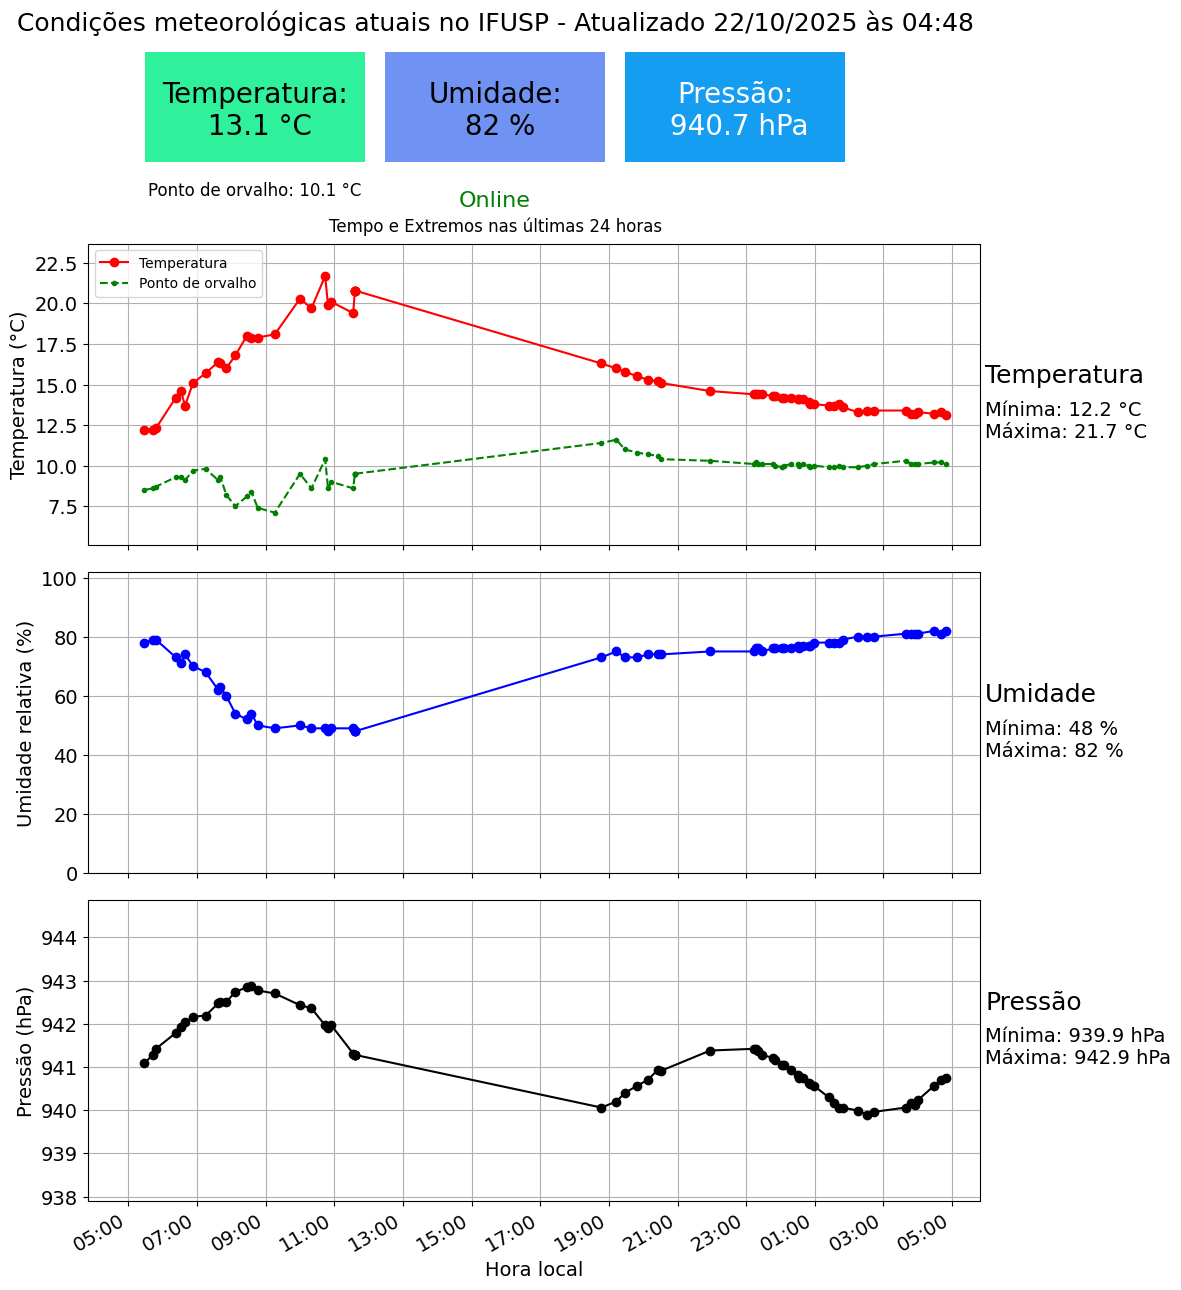 Condições meteorológicas atuais no IFUSP - Atualizado 22/10/2025 às 04:48
Temperatura:
13.1 °C
Umidade:
82 %
Pressão:
940.7 hPa
Ponto de orvalho: 10.1 °C
Online
Tempo e Extremos nas últimas 24 horas
Temperatura
Ponto de orvalho
Temperatura (°C)
22.5
20.0
17.5
15.0
12.5
10.0
7.5
Temperatura
Mínima: 12.2 °C
Máxima: 21.7 °C
Umidade relativa (%)
100
80
60
40
20
0
Umidade
Mínima: 48 %
Máxima: 82 %
Pressão (hPa)
944
943
942
941
940
939
938
Pressão
Mínima: 939.9 hPa
Máxima: 942.9 hPa
05:00 07:00 09:00 11:00 13:00 15:00 17:00 19:00 21:00 23:00 01:00 03:00 05:00
Hora local